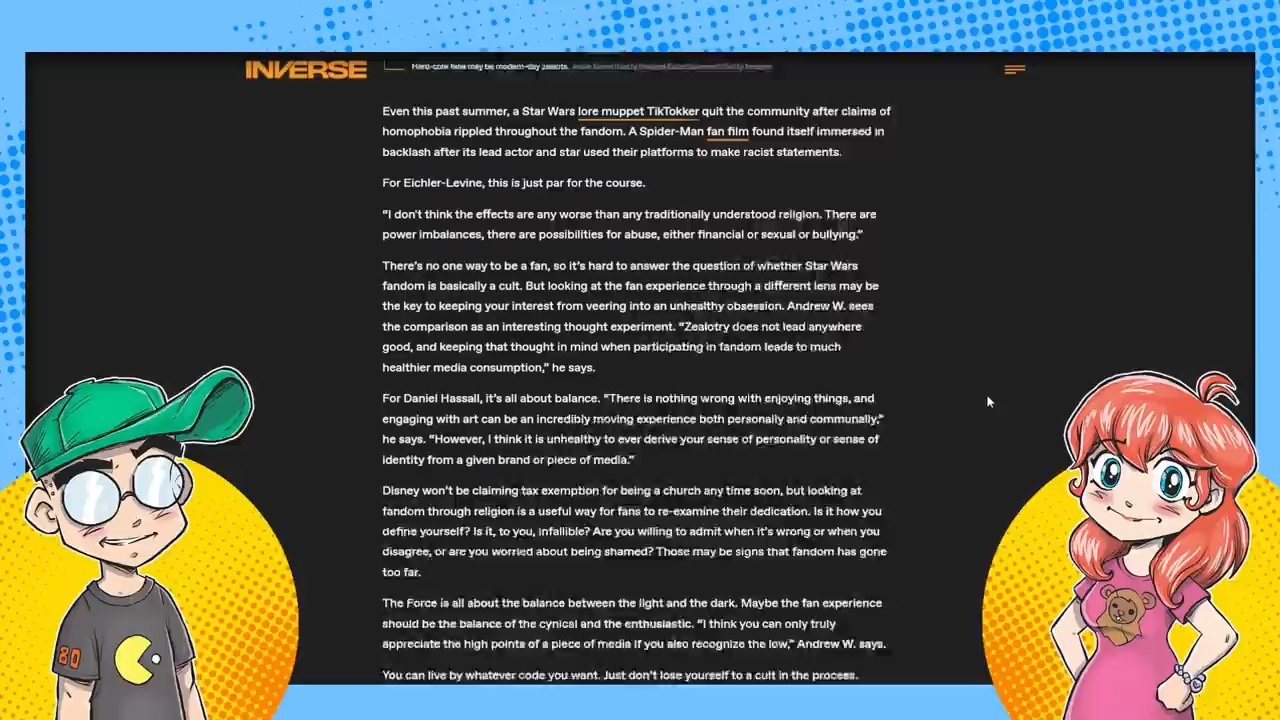 INVERSE
Hard-core fans may be modern-day zealots.
Even this past summer, a Star Wars lore muppet TikTokker quit the community after claims of
homophobia rippled throughout the fandom. A Spider-Man fan film found itself immersed in
backlash after its lead actor and star used their platforms to make racist statements.
For Eichler-Levine, this is just par for the course.
“I don't think the effects are any worse than any traditionally understood religion. There are
power imbalances, there are possibilities for abuse, either financial or sexual or bullying.”
There’s no one way to be a fan, so it’s hard to answer the question of whether Star Wars
fandom is basically a cult. But looking at the fan experience through a different lens may be
the key to keeping your interest from veering into an unhealthy obsession. Andrew W. sees
the comparison as an interesting thought experiment. “Zealotry does not lead anywhere
good, and keeping that thought in mind when participating in fandom leads to much
healthier media consumption,” he says.
For Daniel Hassall, it’s all about balance. “There is nothing wrong with enjoying things, and
engaging with art can be an incredibly moving experience both personally and communally,”
he says. “However, I think it is unhealthy to ever derive your sense of personality or sense of
identity from a given brand or piece of media.”
Disney won’t be claiming tax exemption for being a church any time soon, but looking at
fandom through religion is a useful way for fans to re-examine their dedication. Is it how you
define yourself? Is it, to you, infallible? Are you willing to admit when it’s wrong or when you
disagree, or are you worried about being shamed? Those may be signs that fandom has gone
too far.
The Force is all about the balance between the light and the dark. Maybe the fan experience
should be the balance of the cynical and the enthusiastic. “I think you can only truly
appreciate the high points of a piece of media if you also recognize the low,” Andrew W. says.
You can live by whatever code you want. Just don’t lose yourself to a cult in the process.
80